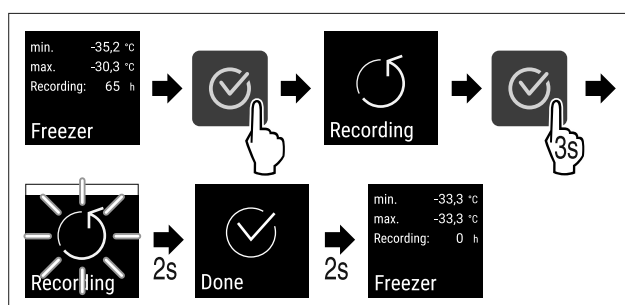 min. -35,2 °C
max. -30,3 °C
Recording: 65 h
Freezer
Recording
3s
Recording
2s
Done
2s
min. -33,3 °C
max. -33,3 °C
Recording: 0 h
Freezer